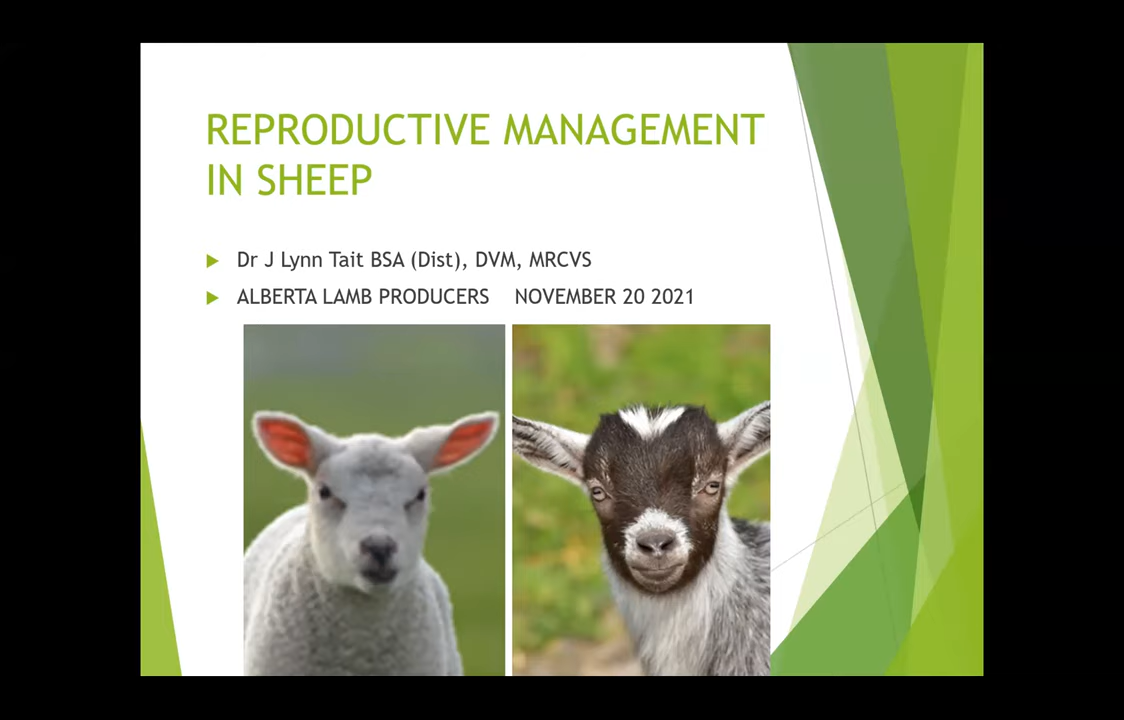 REPRODUCTIVE MANAGEMENT
IN SHEEP
Dr J Lynn Tait BSA (Dist), DVM, MRCVS
ALBERTA LAMB PRODUCERS NOVEMBER 20 2021